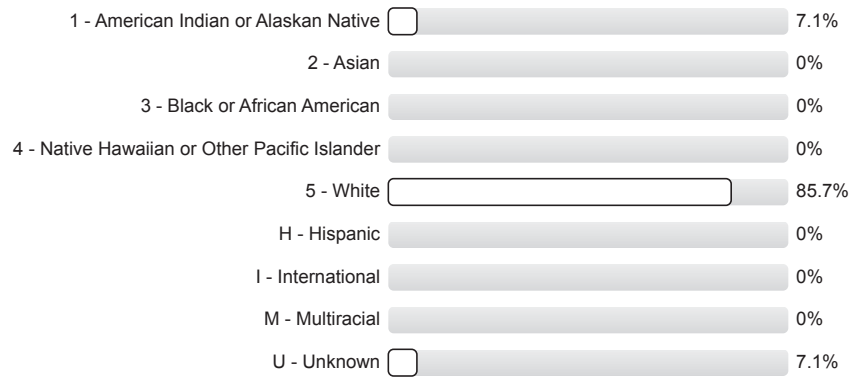 1 - American Indian or Alaskan Native 7.1%
2 - Asian 0%
3 - Black or African American 0%
4 - Native Hawaiian or Other Pacific Islander 0%
5 - White 85.7%
H - Hispanic 0%
I - International 0%
M - Multiracial 0%
U - Unknown 7.1%